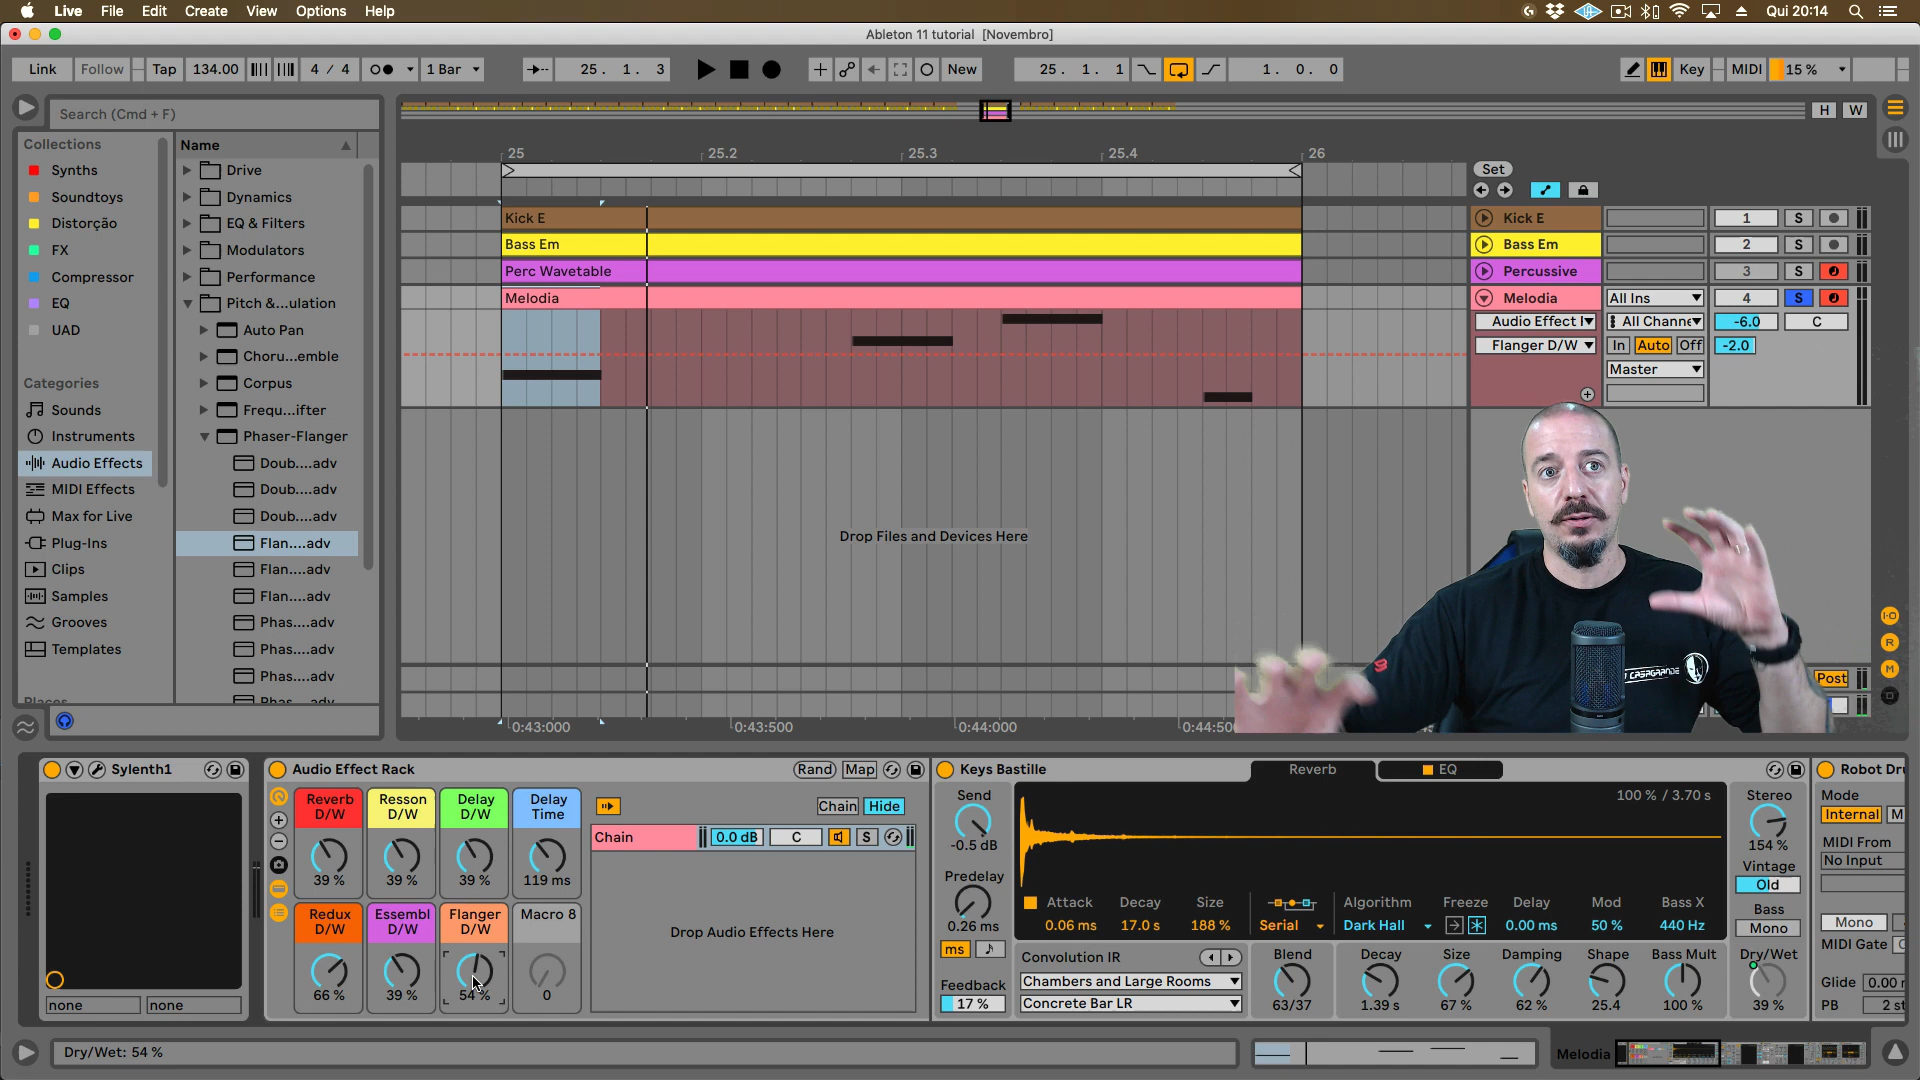 Live File Edit Create View Options Help
Qui 20:14
Ableton 11 tutorial [Novembro]
Link Follow Tap 134.00 4 / 4 1 Bar 25. 1. 3 New 25. 1. 1 1. 0. 0 Key MIDI 15 %
Search (Cmd + F)
H W
Collections
Synths
Soundtoys
Distorção
FX
Compressor
EQ
UAD
Categories
Sounds
Instruments
Audio Effects
MIDI Effects
Max for Live
Plug-Ins
Clips
Samples
Grooves
Templates
Places
Name
Drive
Dynamics
EQ & Filters
Modulators
Performance
Pitch &...ulation
Auto Pan
Choru...emble
Corpus
Frequ...ifter
Phaser-Flanger
Doub....adv
Doub....adv
Doub....adv
Flan....adv
Flan....adv
Flan....adv
Phas....adv
Phas....adv
Phas....adv
25 25.2 25.3 25.4 26
Set
Kick E
Bass Em
Perc Wavetable
Melodia
Drop Files and Devices Here
0:43:000 0:43:500 0:44:000 0:44:50
Kick E 1 S
Bass Em 2 S
Percussive 3 S
Melodia All Ins 4 S
Audio Effect All Channe -6.0 C
Flanger D/W In Auto Off -2.0
Master
CASAGRANDE
Post
I·O
R
M
D
Sylenth1
none none
Audio Effect Rack Rand Map
Reverb D/W 39 %
Resson D/W 39 %
Delay D/W 39 %
Delay Time 119 ms
Redux D/W 66 %
Essembl D/W 39 %
Flanger D/W 54 %
Macro 8 0
Chain Hide
Chain 0.0 dB C S
Drop Audio Effects Here
Keys Bastille Reverb EQ
Send
-0.5 dB
Predelay
0.26 ms
ms
Feedback
17 %
100 % / 3.70 s
Attack Decay Size Algorithm Freeze Delay Mod Bass X
0.06 ms 17.0 s 188 % Serial Dark Hall 0.00 ms 50 % 440 Hz
Convolution IR
Chambers and Large Rooms
Concrete Bar LR
Blend Decay Size Damping Shape Bass Mult
63/37 1.39 s 67 % 62 % 25.4 100 %
Stereo
154 %
Vintage
Old
Bass
Mono
Dry/Wet
39 %
Robot Dru
Mode
Internal M
MIDI From
No Input
Mono
MIDI Gate
Glide 0.00
PB 2 st
Dry/Wet: 54 %
Melodia